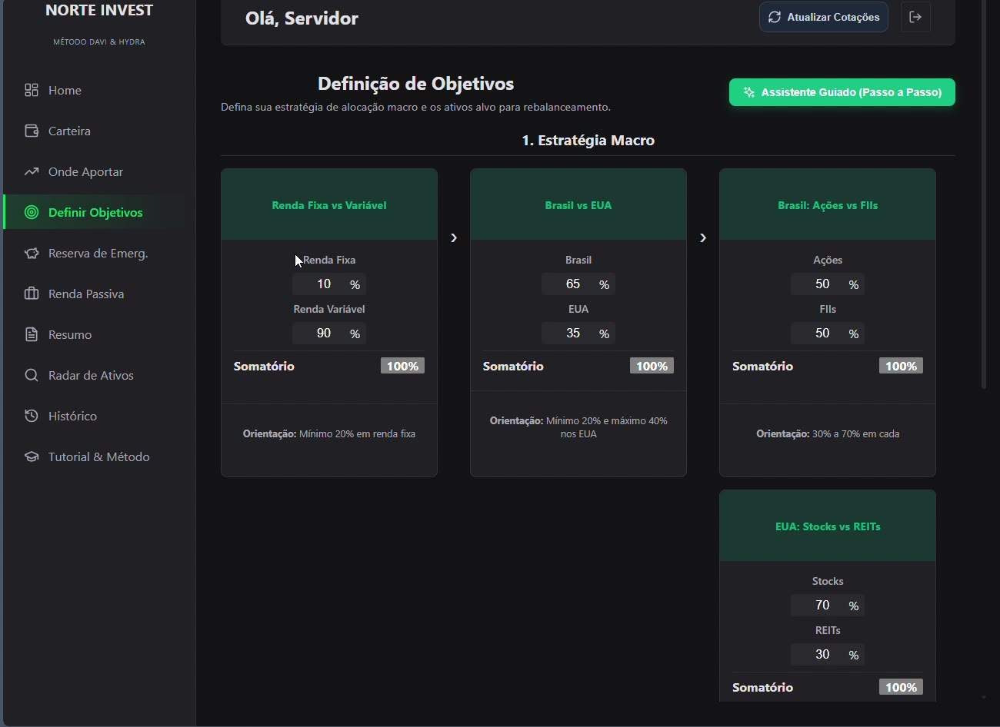 NORTE INVEST
MÉTODO DAVI & HYDRA
Home
Carteira
Onde Aportar
Definir Objetivos
Reserva de Emerg.
Renda Passiva
Resumo
Radar de Ativos
Histórico
Tutorial & Método
Olá, Servidor
Atualizar Cotações
Definição de Objetivos
Defina sua estratégia de alocação macro e os ativos alvo para rebalanceamento.
Assistente Guiado (Passo a Passo)
1. Estratégia Macro
Renda Fixa vs Variável
Renda Fixa
10 %
Renda Variável
90 %
Somatório 100%
Orientação: Mínimo 20% em renda fixa
Brasil vs EUA
Brasil
65 %
EUA
35 %
Somatório 100%
Orientação: Mínimo 20% e máximo 40%
nos EUA
Brasil: Ações vs FIIs
Ações
50 %
FIIs
50 %
Somatório 100%
Orientação: 30% a 70% em cada
EUA: Stocks vs REITs
Stocks
70 %
REITs
30 %
Somatório 100%